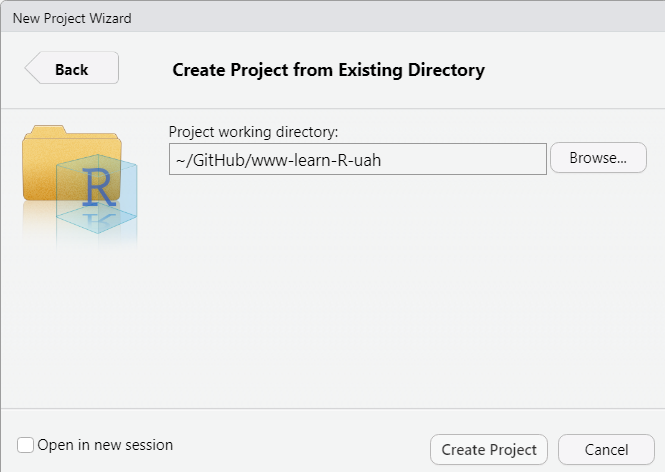 New Project Wizard
Back
Create Project from Existing Directory
R
Project working directory:
~/GitHub/www-learn-R-uah
Browse...
Open in new session
Create Project
Cancel